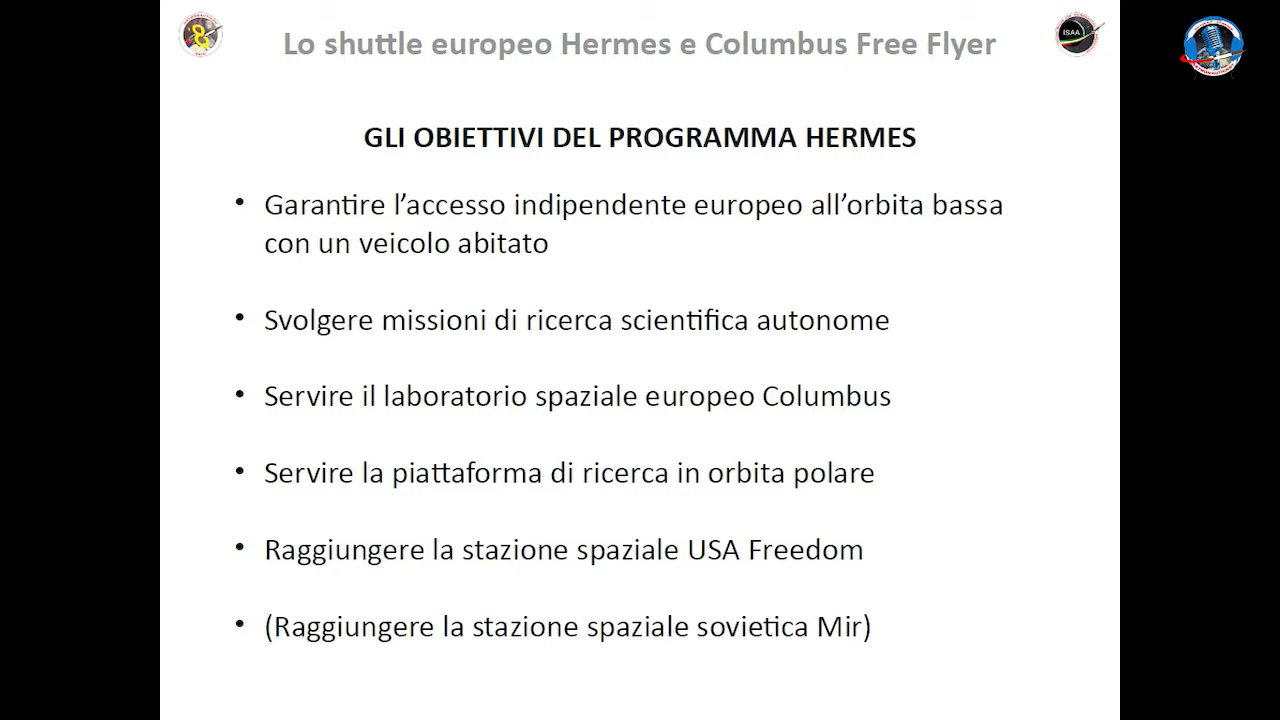 Lo shuttle europeo Hermes e Columbus Free Flyer
ISAA
GLI OBIETTIVI DEL PROGRAMMA HERMES
• Garantire l’accesso indipendente europeo all’orbita bassa
con un veicolo abitato
• Svolgere missioni di ricerca scientifica autonome
• Servire il laboratorio spaziale europeo Columbus
• Servire la piattaforma di ricerca in orbita polare
• Raggiungere la stazione spaziale USA Freedom
• (Raggiungere la stazione spaziale sovietica Mir)